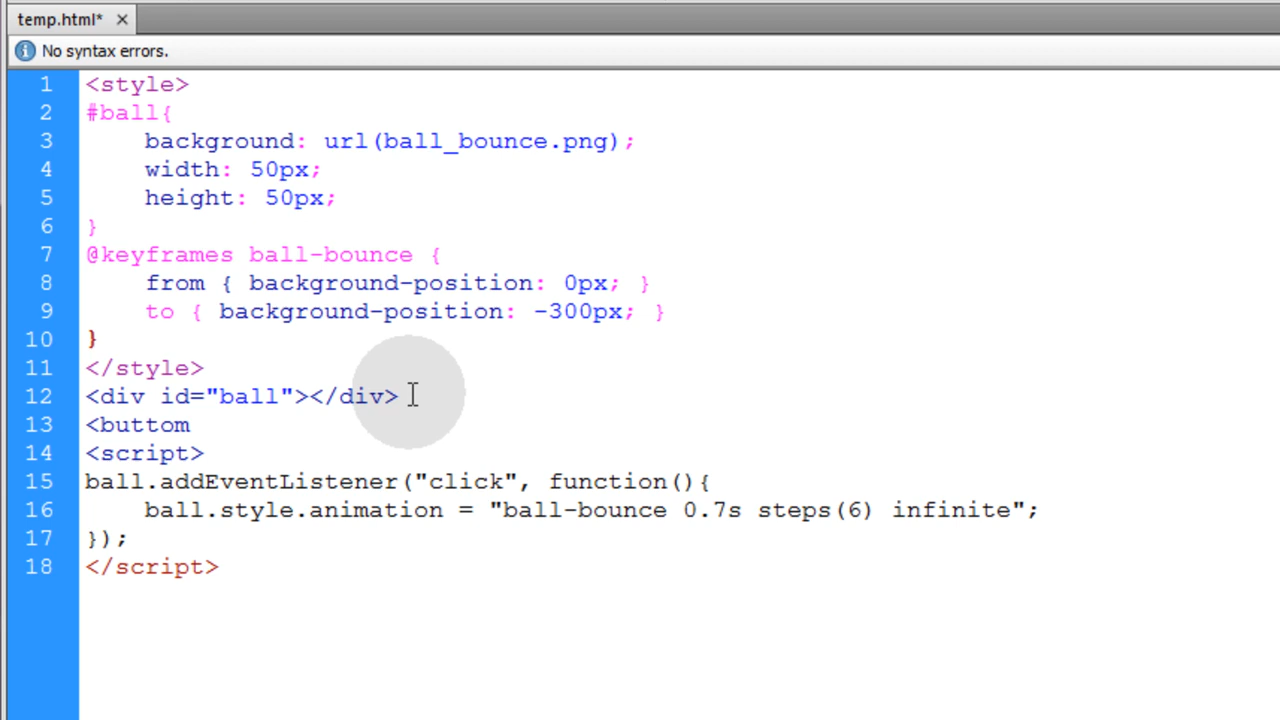 temp.html* ×
No syntax errors.
1 <style>
2 #ball{
3 background: url(ball_bounce.png);
4 width: 50px;
5 height: 50px;
6 }
7 @keyframes ball-bounce {
8 from { background-position: 0px; }
9 to { background-position: -300px; }
10 }
11 </style>
12 <div id="ball"></div>
13 <buttom
14 <script>
15 ball.addEventListener("click", function(){
16 ball.style.animation = "ball-bounce 0.7s steps(6) infinite";
17 });
18 </script>